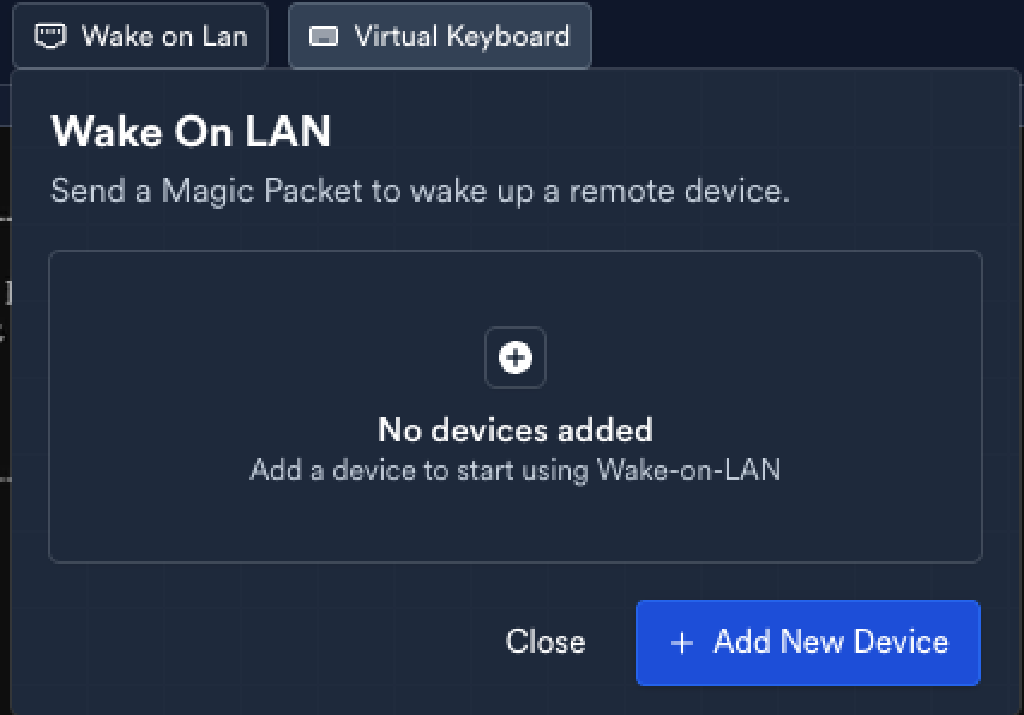 Wake on Lan
Virtual Keyboard
Wake On LAN
Send a Magic Packet to wake up a remote device.
No devices added
Add a device to start using Wake-on-LAN
Close
+ Add New Device